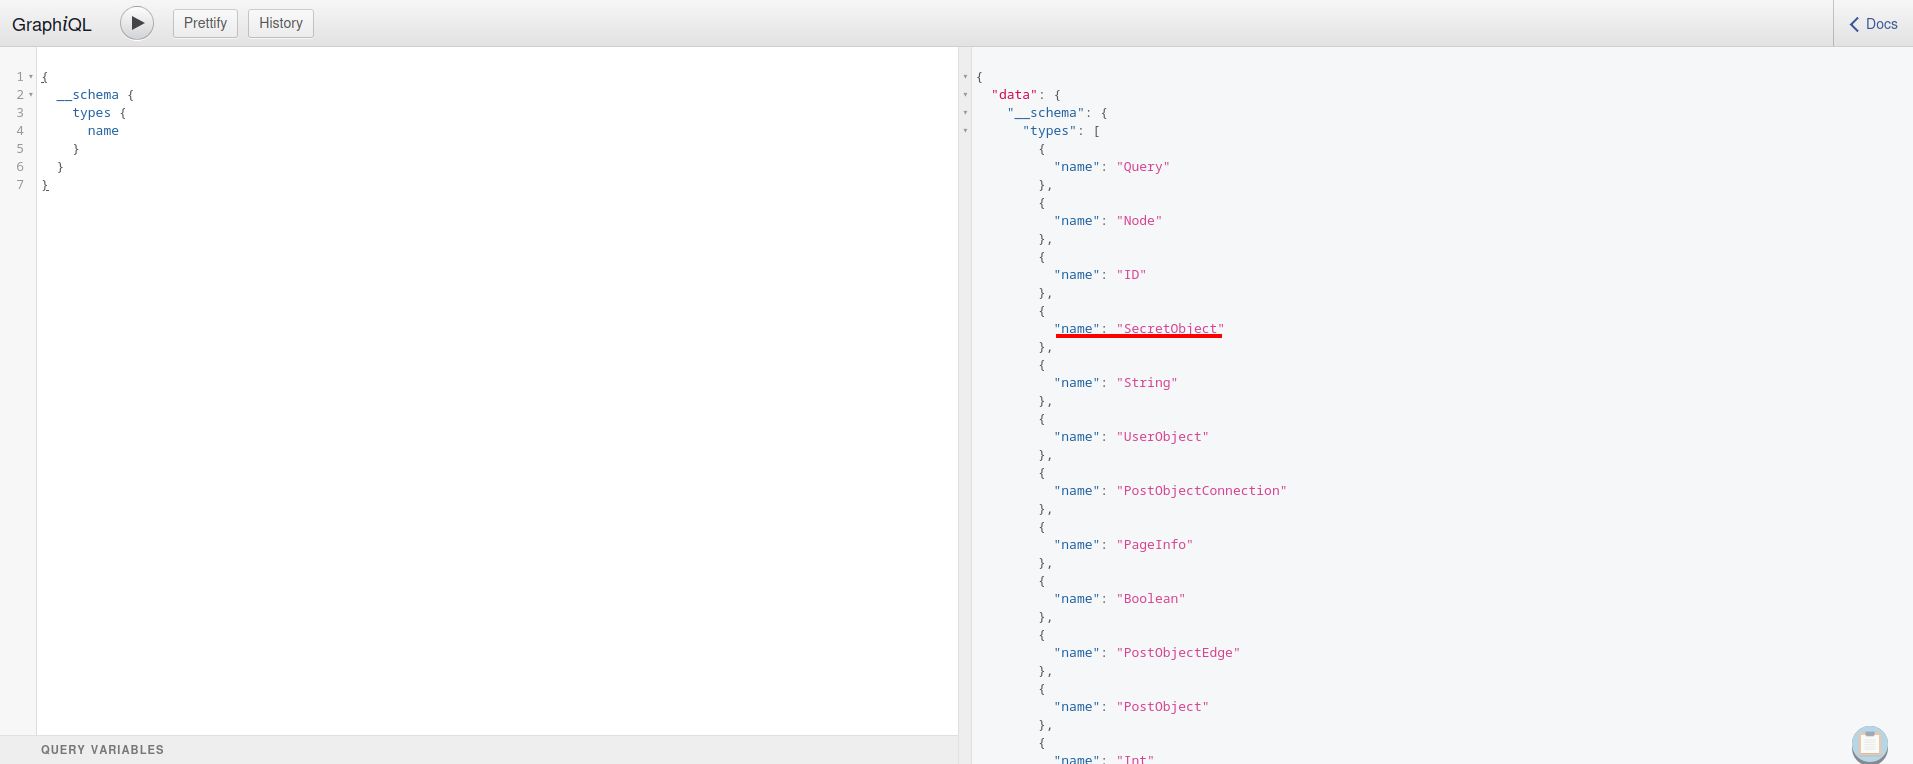 GraphiQL Prettify History Docs
1 {
2 __schema {
3 types {
4 name
5 }
6 }
7 }
QUERY VARIABLES
{
"data": {
"__schema": {
"types": [
{
"name": "Query"
},
{
"name": "Node"
},
{
"name": "ID"
},
{
"name": "SecretObject"
},
{
"name": "String"
},
{
"name": "UserObject"
},
{
"name": "PostObjectConnection"
},
{
"name": "PageInfo"
},
{
"name": "Boolean"
},
{
"name": "PostObjectEdge"
},
{
"name": "PostObject"
},
{
"name": "Int"